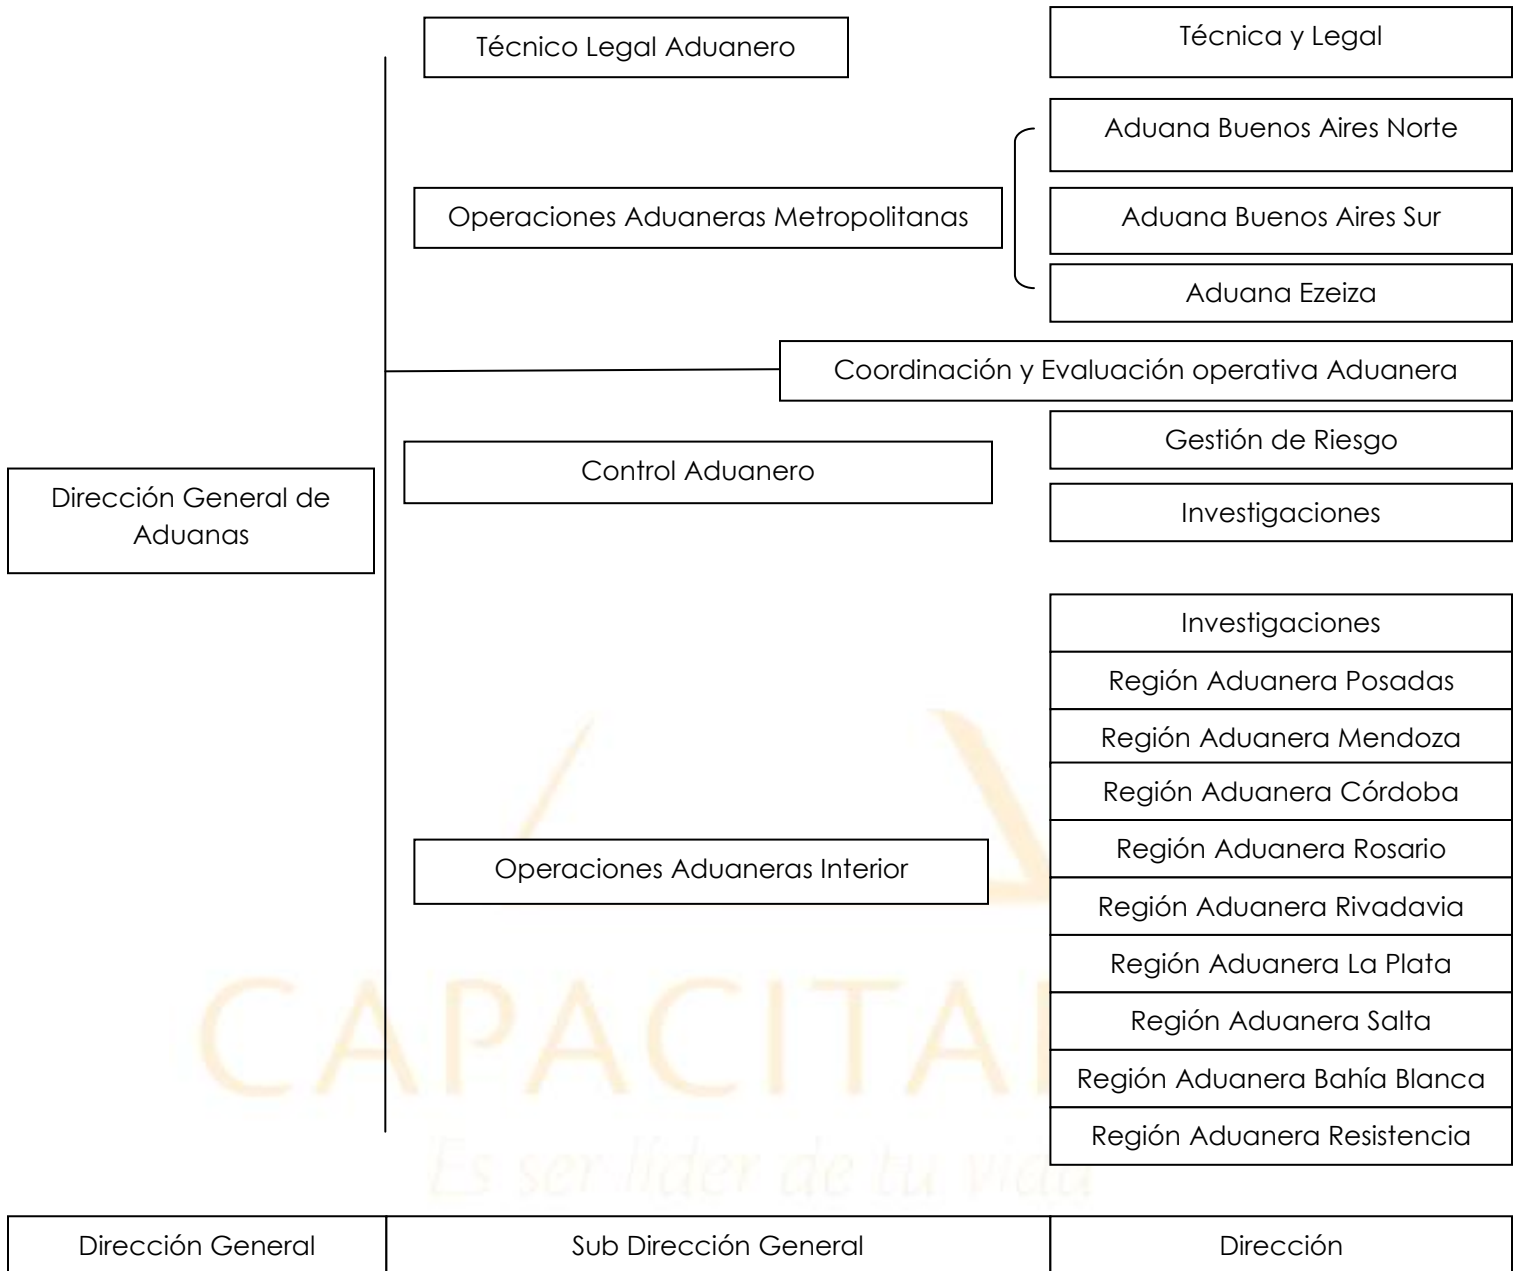 Técnico Legal Aduanero
Técnica y Legal
Aduana Buenos Aires Norte
Operaciones Aduaneras Metropolitanas
Aduana Buenos Aires Sur
Aduana Ezeiza
Coordinación y Evaluación operativa Aduanera
Gestión de Riesgo
Control Aduanero
Dirección General de
Aduanas
Investigaciones
Investigaciones
Región Aduanera Posadas
Región Aduanera Mendoza
Región Aduanera Córdoba
Operaciones Aduaneras Interior
Región Aduanera Rosario
Región Aduanera Rivadavia
Región Aduanera La Plata
Región Aduanera Salta
Región Aduanera Bahía Blanca
Región Aduanera Resistencia
CAPACITA
Es ser líder de tu vida
Dirección General
Sub Dirección General
Dirección